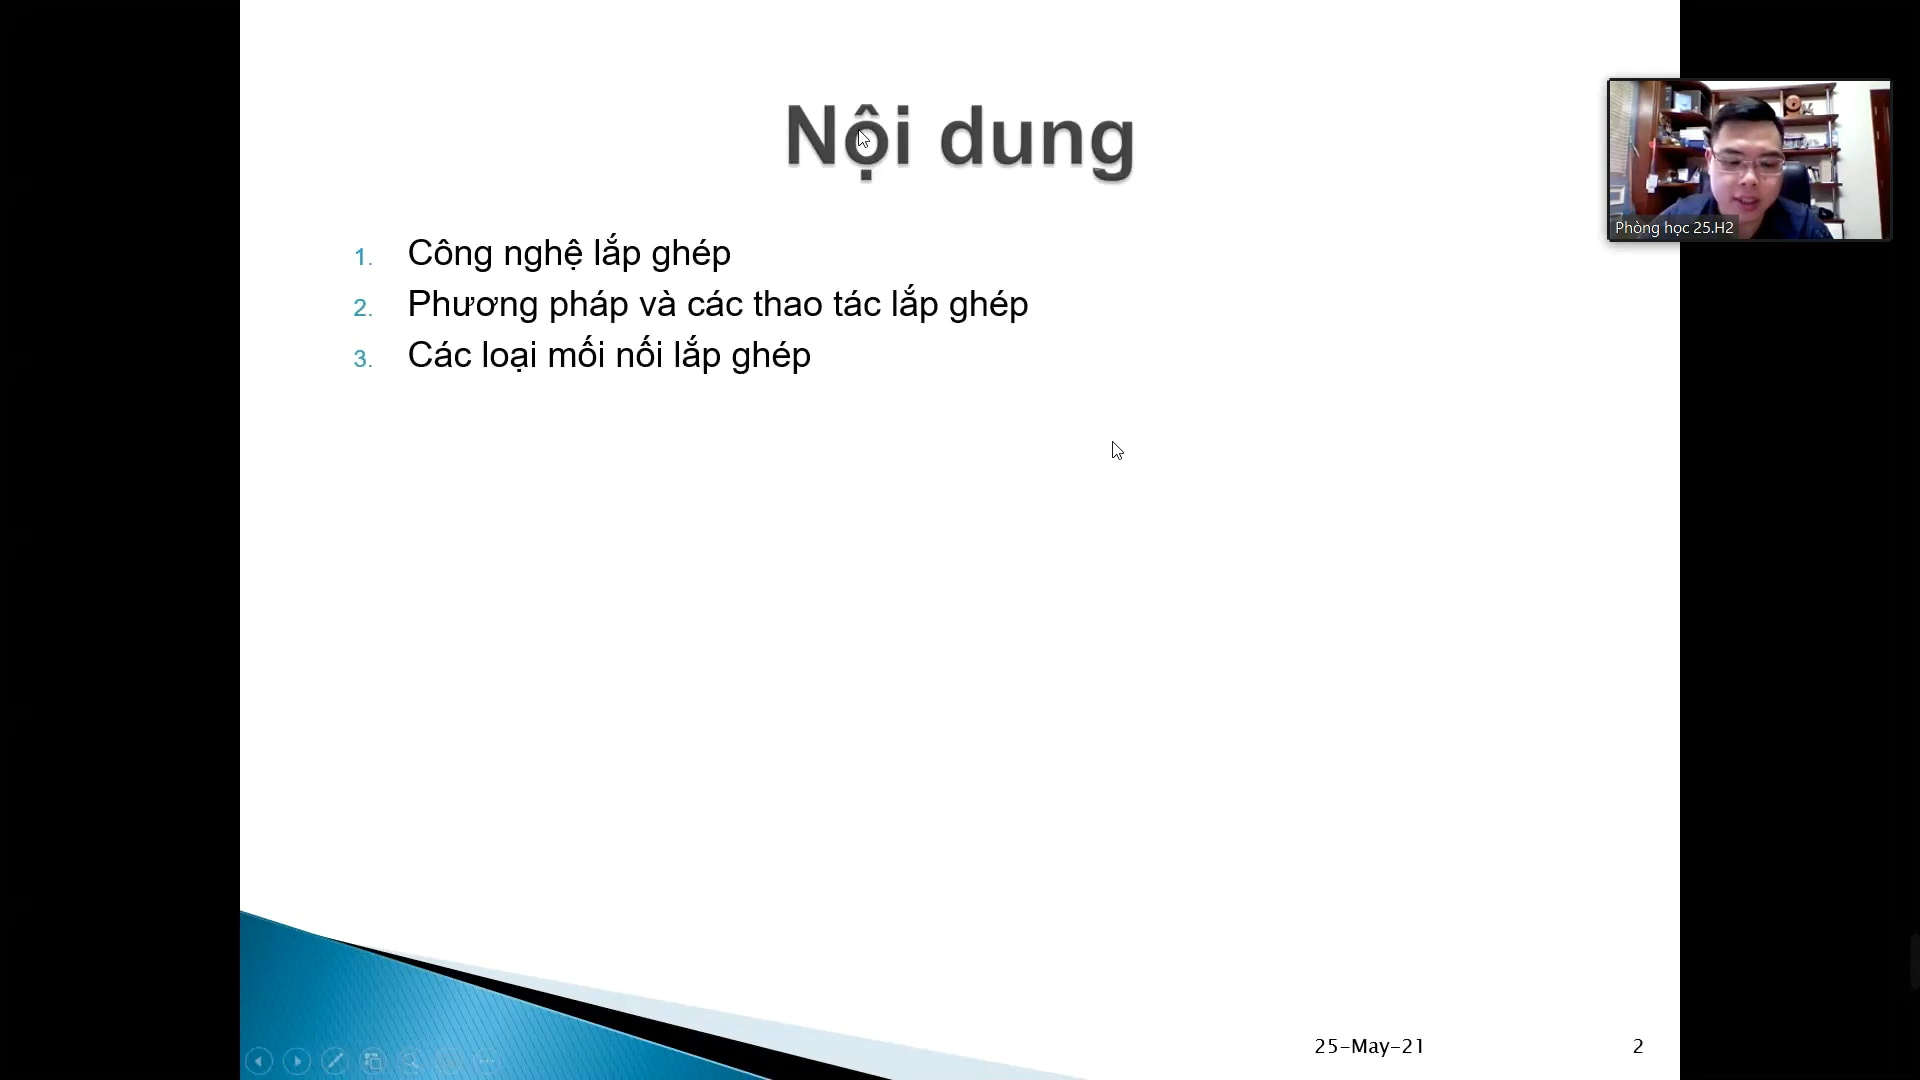 Nội dung
1. Công nghệ lắp ghép
2. Phương pháp và các thao tác lắp ghép
3. Các loại mối nối lắp ghép
Phòng học 25.H2
25-May-21
2